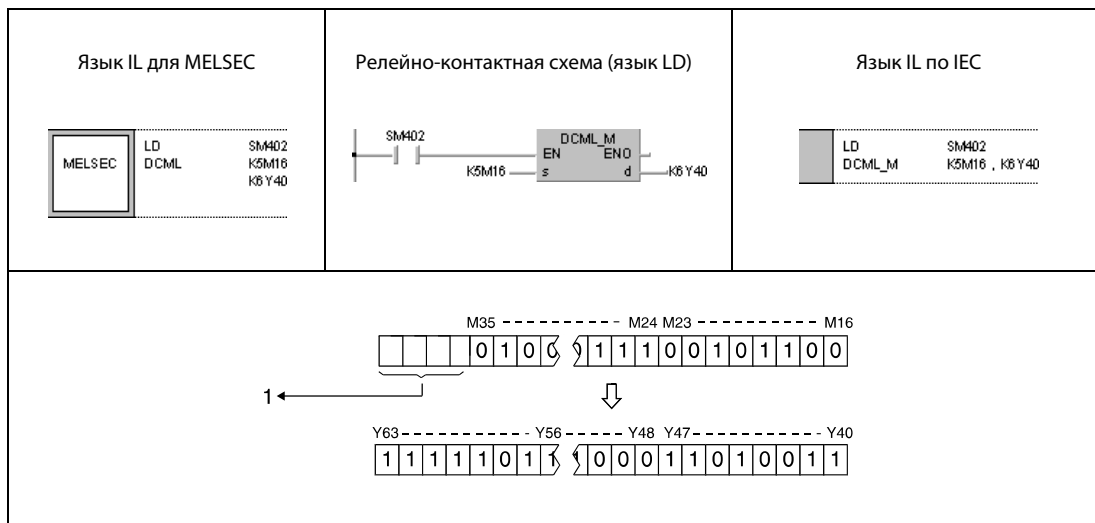 Язык IL для MELSEC
Релейно-контактная схема (язык LD)
Язык IL по IEC
MELSEC
LD SM402
DCML K5M16
K6Y40
SM402
DCML_M
EN ENO
K5M16 s d K6Y40
LD SM402
DCML_M K5M16 , K6Y40
M35 M24 M23 M16
0 1 0 0 0 1 1 1 0 0 1 0 1 1 0 0
1
Y63 Y56 Y48 Y47 Y40
1 1 1 1 1 0 1 1 1 0 0 0 1 1 0 1 0 0 1 1